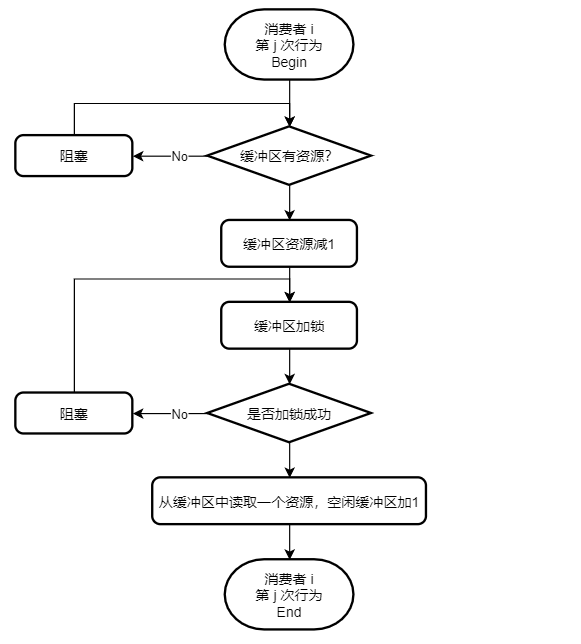 消费者 i
第 j 次行为
Begin
阻塞
No
缓冲区有资源?
缓冲区资源减1
缓冲区加锁
阻塞
No
是否加锁成功
从缓冲区中读取一个资源，空闲缓冲区加1
消费者 i
第 j 次行为
End